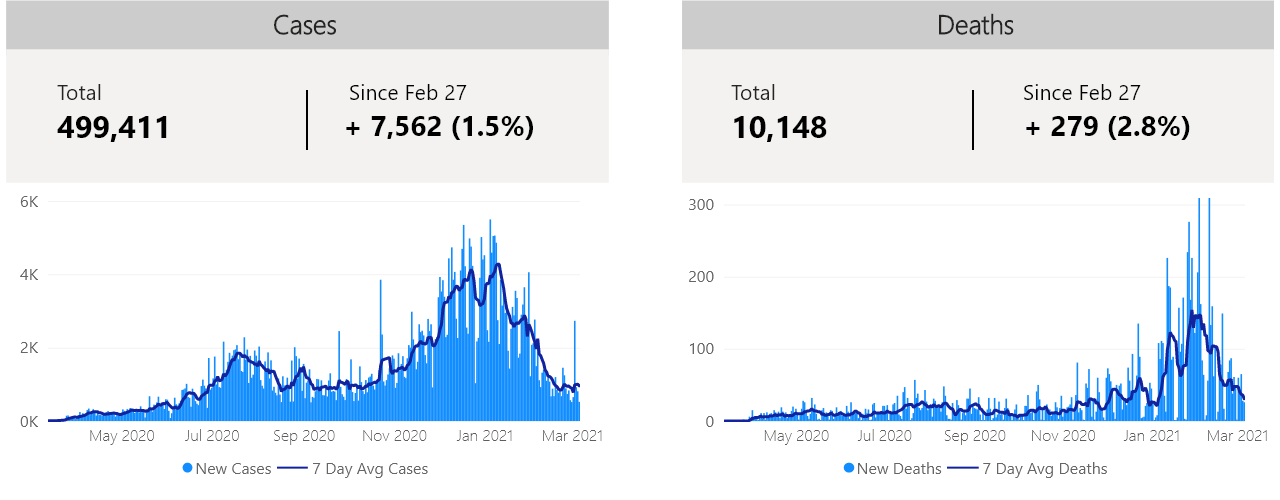 Cases
Total
Since Feb 27
499,411
+ 7,562 (1.5%)
6K
4K
2K
0K
May 2020
Jul 2020
Sep 2020
Nov 2020
Jan 2021
Mar 2021
New Cases
7 Day Avg Cases
Deaths
Total
Since Feb 27
10,148
+ 279 (2.8%)
300
200
100
0
May 2020
Jul 2020
Sep 2020
Nov 2020
Jan 2021
Mar 2021
New Deaths
7 Day Avg Deaths